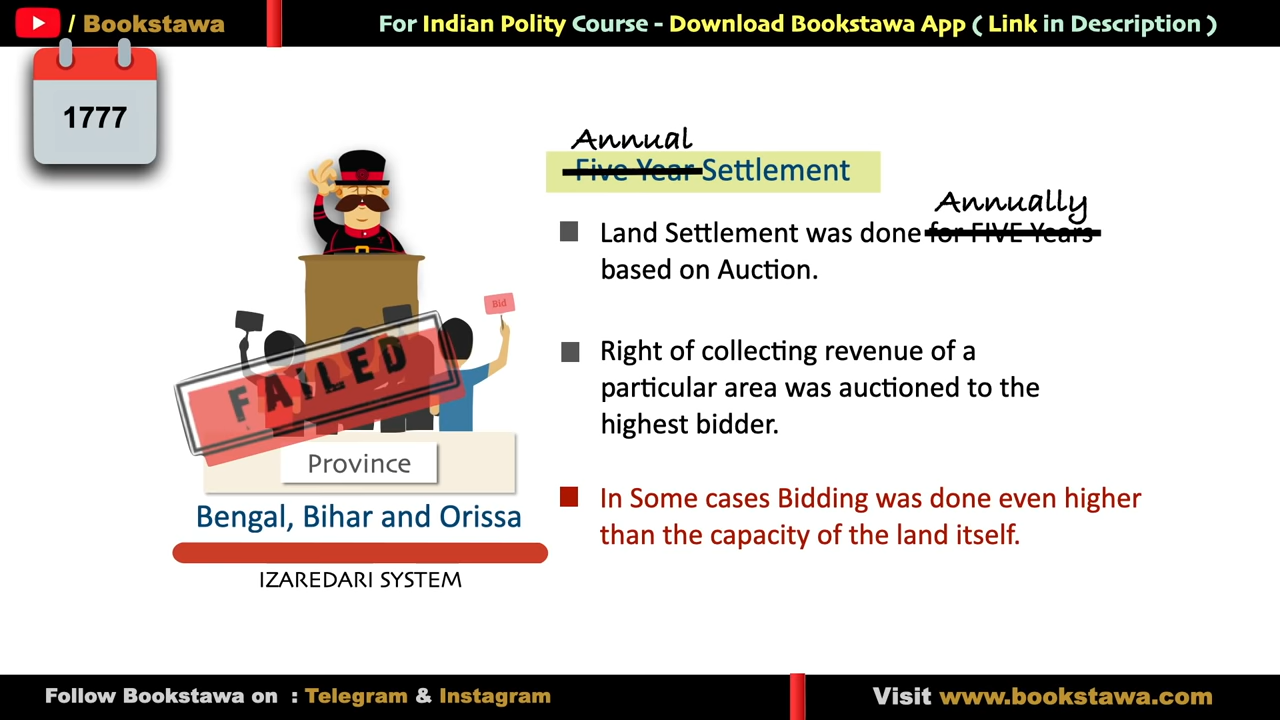 / Bookstawa
For Indian Polity Course - Download Bookstawa App ( Link in Description )
1777
Annual
Five Year Settlement
Annually
Land Settlement was done for FIVE Years
based on Auction.
Right of collecting revenue of a
particular area was auctioned to the
highest bidder.
In Some cases Bidding was done even higher
than the capacity of the land itself.
Bid
FAILED
Province
Bengal, Bihar and Orissa
IZAREDARI SYSTEM
Follow Bookstawa on : Telegram & Instagram
Visit www.bookstawa.com